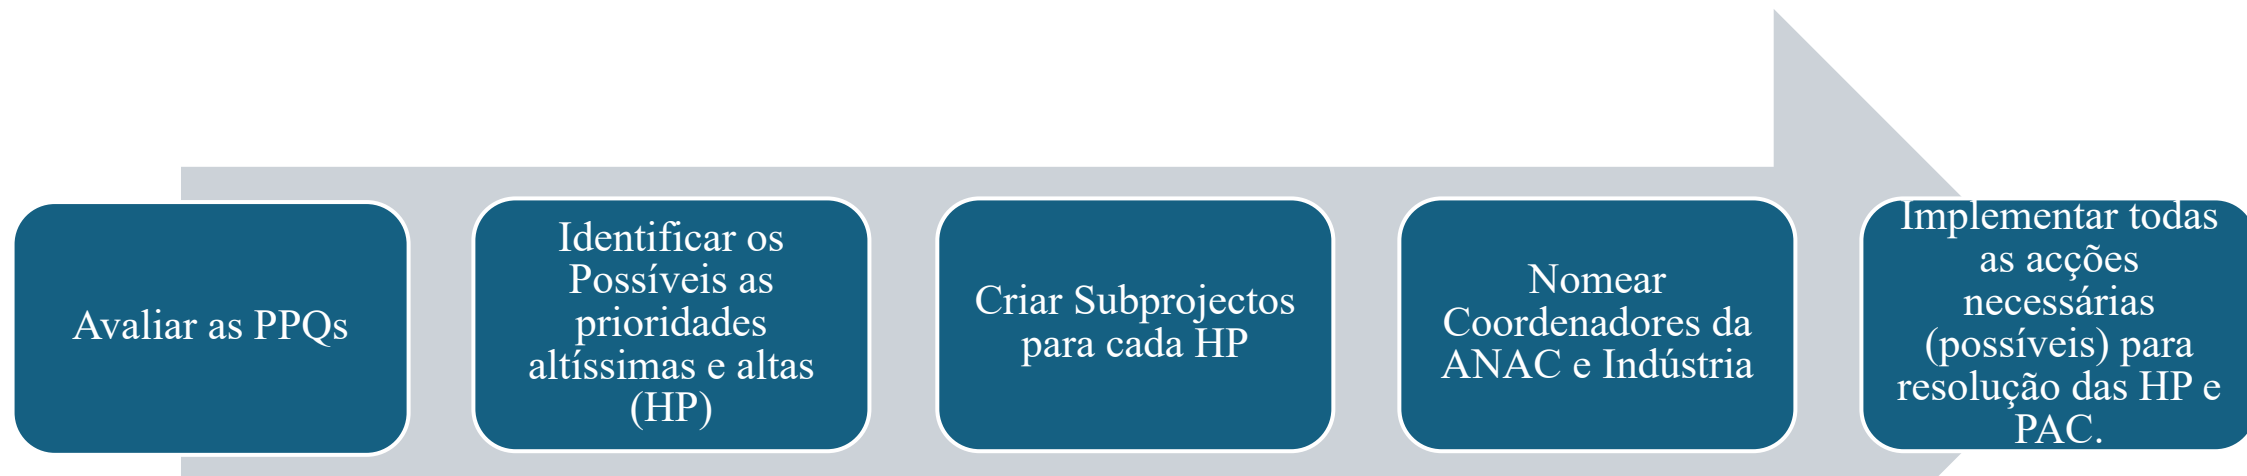 Avaliar as PPQs
Identificar os
Possíveis as
prioridades
altíssimas e altas
(HP)
Criar Subprojectos
para cada HP
Nomear
Coordenadores da
ANAC e Indústria
Implementar todas
as acções
necessárias
(possíveis) para
resolução das HP e
PAC.